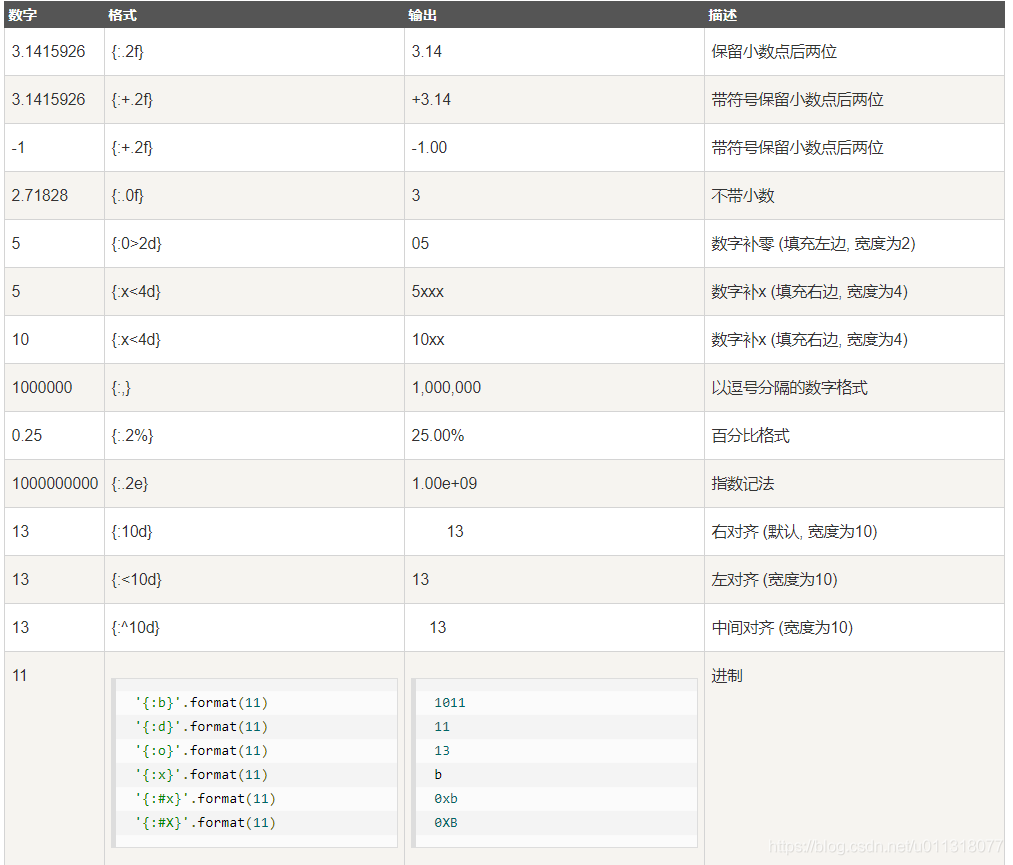 数字 格式 输出 描述
3.1415926 {:.2f} 3.14 保留小数点后两位
3.1415926 {:+.2f} +3.14 带符号保留小数点后两位
-1 {:+.2f} -1.00 带符号保留小数点后两位
2.71828 {:.0f} 3 不带小数
5 {:0>2d} 05 数字补零 (填充左边, 宽度为2)
5 {:x<4d} 5xxx 数字补x (填充右边, 宽度为4)
10 {:x<4d} 10xx 数字补x (填充右边, 宽度为4)
1000000 {:,} 1,000,000 以逗号分隔的数字格式
0.25 {:.2%} 25.00% 百分比格式
1000000000 {:.2e} 1.00e+09 指数记法
13 {:10d} 13 右对齐 (默认, 宽度为10)
13 {:<10d} 13 左对齐 (宽度为10)
13 {:^10d} 13 中间对齐 (宽度为10)
11 进制
'{:b}'.format(11) 1011
'{:d}'.format(11) 11
'{:o}'.format(11) 13
'{:x}'.format(11) b
'{:#x}'.format(11) 0xb
'{:#X}'.format(11) 0XB
https://blog.csdn.net/u011318077